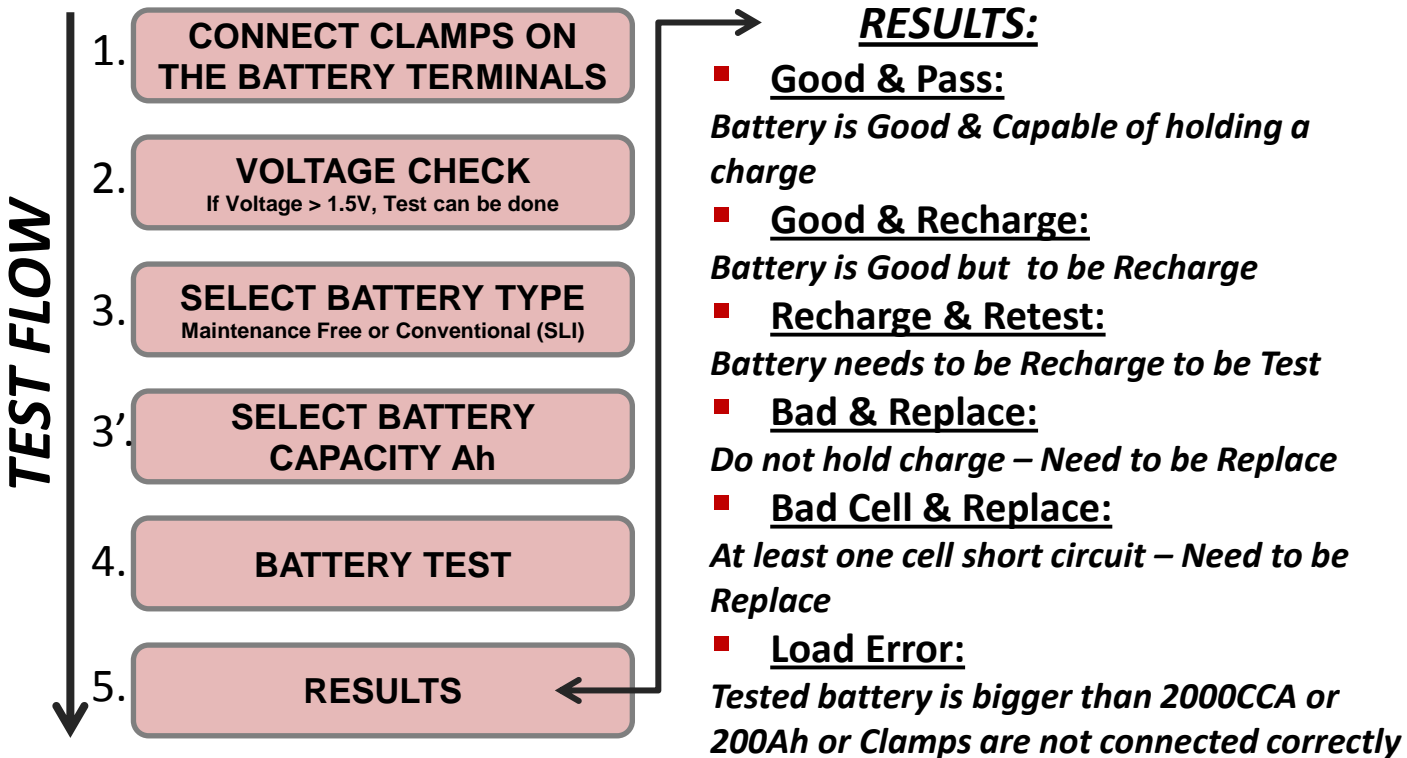 TEST FLOW
1.
CONNECT CLAMPS ON
THE BATTERY TERMINALS
2.
VOLTAGE CHECK
If Voltage > 1.5V, Test can be done
3.
SELECT BATTERY TYPE
Maintenance Free or Conventional (SLI)
3'.
SELECT BATTERY
CAPACITY Ah
4.
BATTERY TEST
5.
RESULTS
RESULTS:
Good & Pass:
Battery is Good & Capable of holding a
charge
Good & Recharge:
Battery is Good but to be Recharge
Recharge & Retest:
Battery needs to be Recharge to be Test
Bad & Replace:
Do not hold charge – Need to be Replace
Bad Cell & Replace:
At least one cell short circuit – Need to be
Replace
Load Error:
Tested battery is bigger than 2000CCA or
200Ah or Clamps are not connected correctly